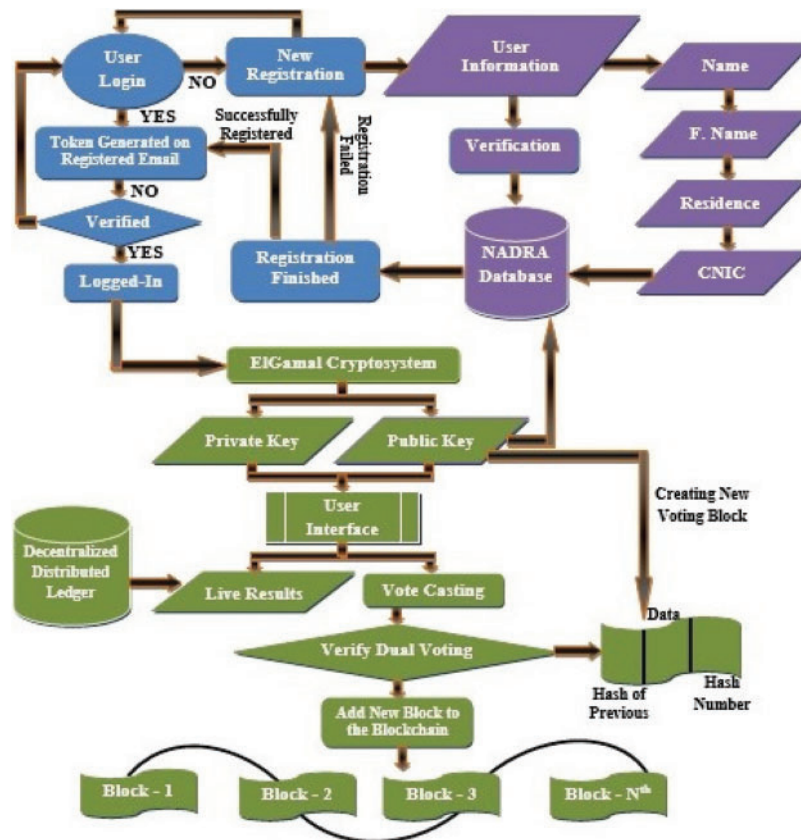 User
Login
NO
New
Registration
User
Information
Name
YES
Successfully
Registered
Registration
Failed
Token Generated on
Registered Email
Verification
F. Name
NO
Verified
Residence
YES
Logged-In
Registration
Finished
NADRA
Database
CNIC
ElGamal Cryptosystem
Private Key
Public Key
Creating New
Voting Block
User
Interface
Decentralized
Distributed
Ledger
Live Results
Vote Casting
Data
Verify Dual Voting
Hash of
Previous
Hash
Number
Add New Block to
the Blockchain
Block - 1
Block - 2
Block - 3
Block - Nth